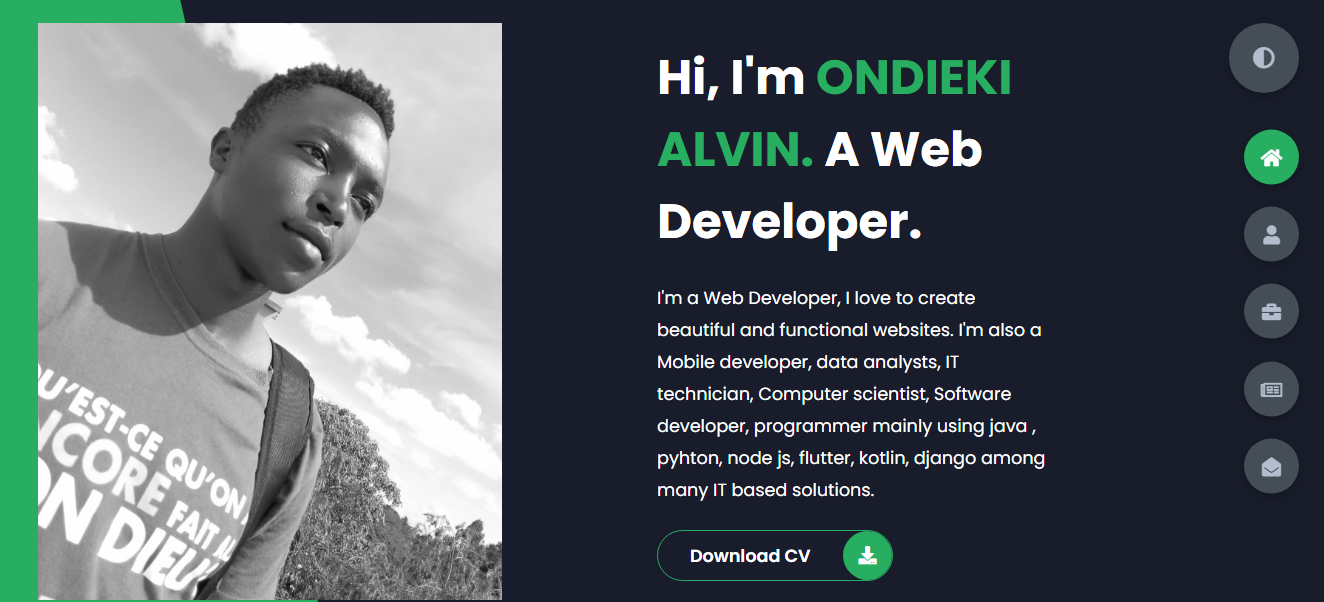 Hi, I'm ONDIEKI
ALVIN. A Web
Developer.
I'm a Web Developer, I love to create
beautiful and functional websites. I'm also a
Mobile developer, data analysts, IT
technician, Computer scientist, Software
developer, programmer mainly using java ,
pyhton, node js, flutter, kotlin, django among
many IT based solutions.
Download CV
U'EST-CE QU'ON
NCORE FAIT
ON DIEU